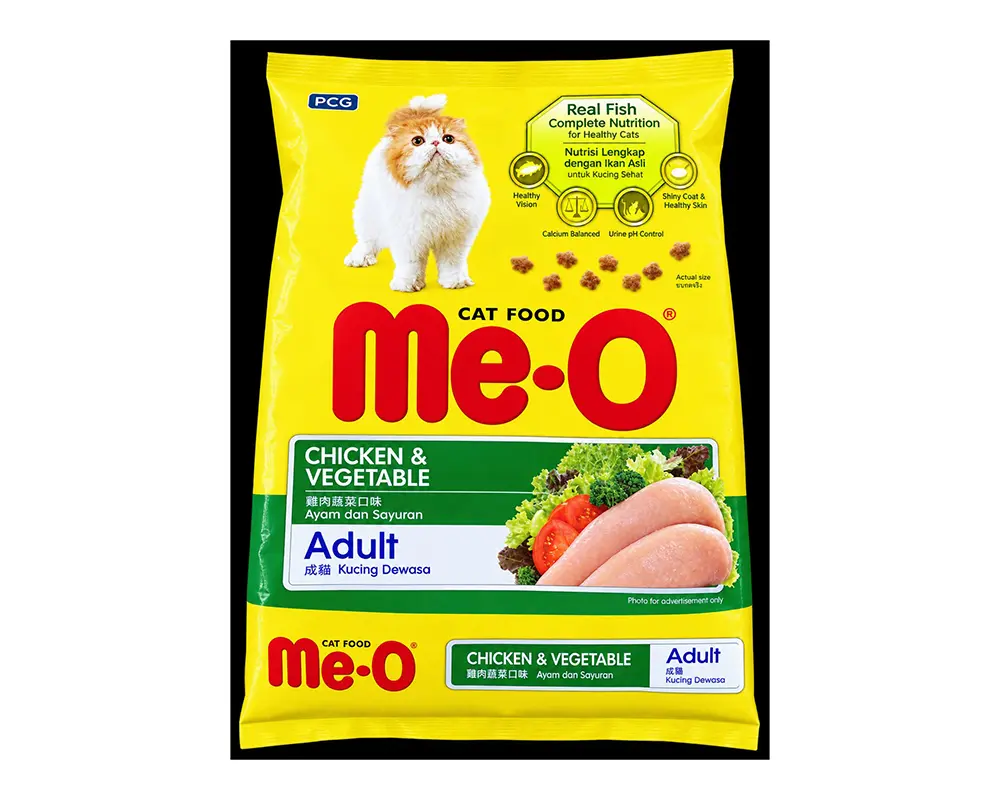 PCG
Real Fish
Complete Nutrition
for Healthy Cats
Nutrisi Lengkap
dengan Ikan Asli
untuk Kucing Sehat
Healthy
Vision
Calcium Balanced
Urine pH Control
Shiny Coat &
Healthy Skin
Actual size
CAT FOOD
Me-O®
CHICKEN &
VEGETABLE
雞肉蔬菜口味
Ayam dan Sayuran
Adult
成貓 Kucing Dewasa
Photo for advertisement only
CAT FOOD
Me-O®
CHICKEN & VEGETABLE
雞肉蔬菜口味 Ayam dan Sayuran
Adult
成貓
Kucing Dewasa